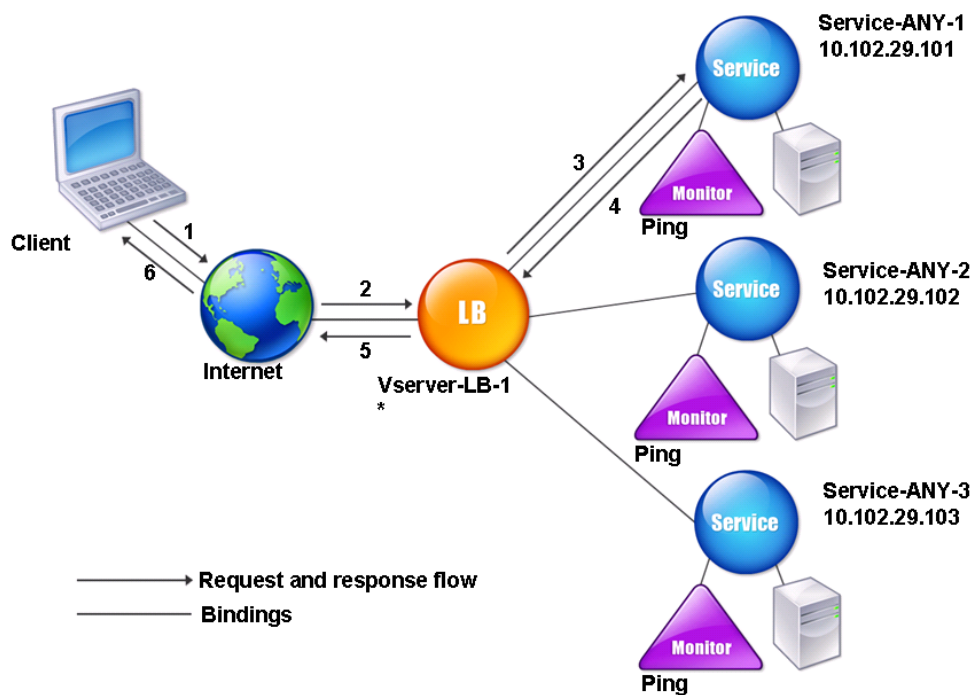 Service-ANY-1
10.102.29.101
Service
3
4
Monitor
Ping
Client
1
6
Service-ANY-2
10.102.29.102
Service
2
LB
5
Internet
Vserver-LB-1
*
Monitor
Ping
Service-ANY-3
10.102.29.103
Service
Request and response flow
Bindings
Monitor
Ping